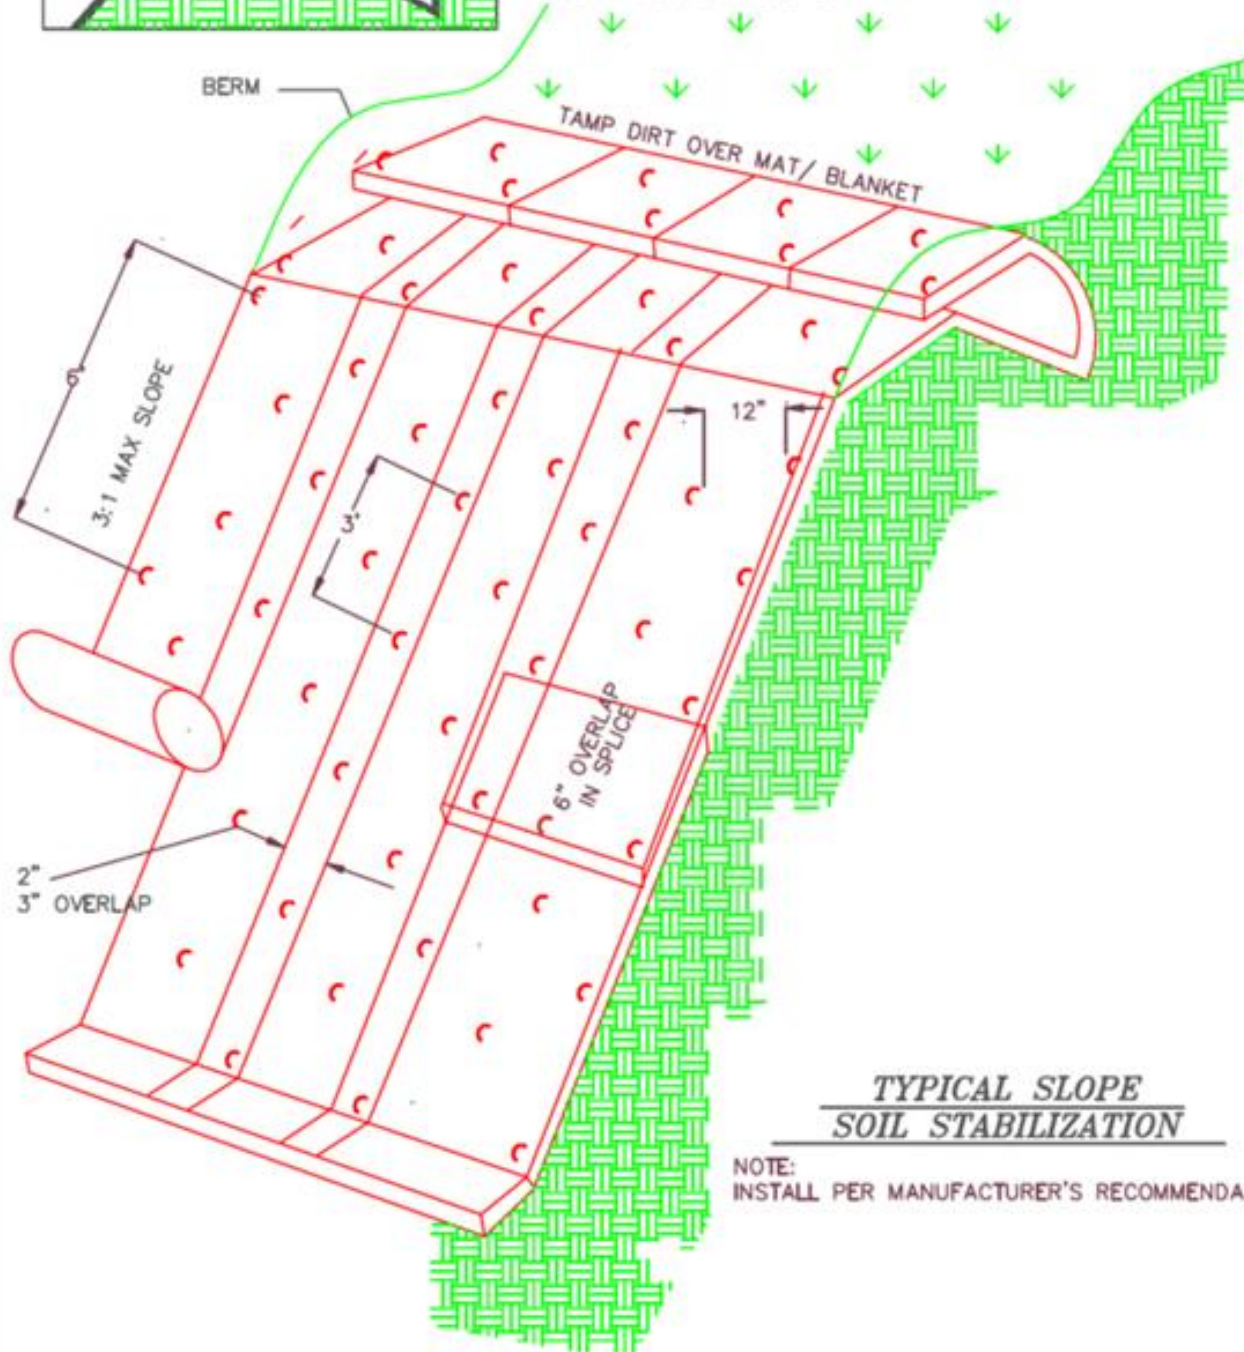 BERM
TAMP DIRT OVER MAT/ BLANKET
3:1 MAX SLOPE
12"
3'
6" OVERLAP
IN SPLICE
2"
3" OVERLAP
TYPICAL SLOPE
SOIL STABILIZATION
NOTE:
INSTALL PER MANUFACTURER'S RECOMMENDA